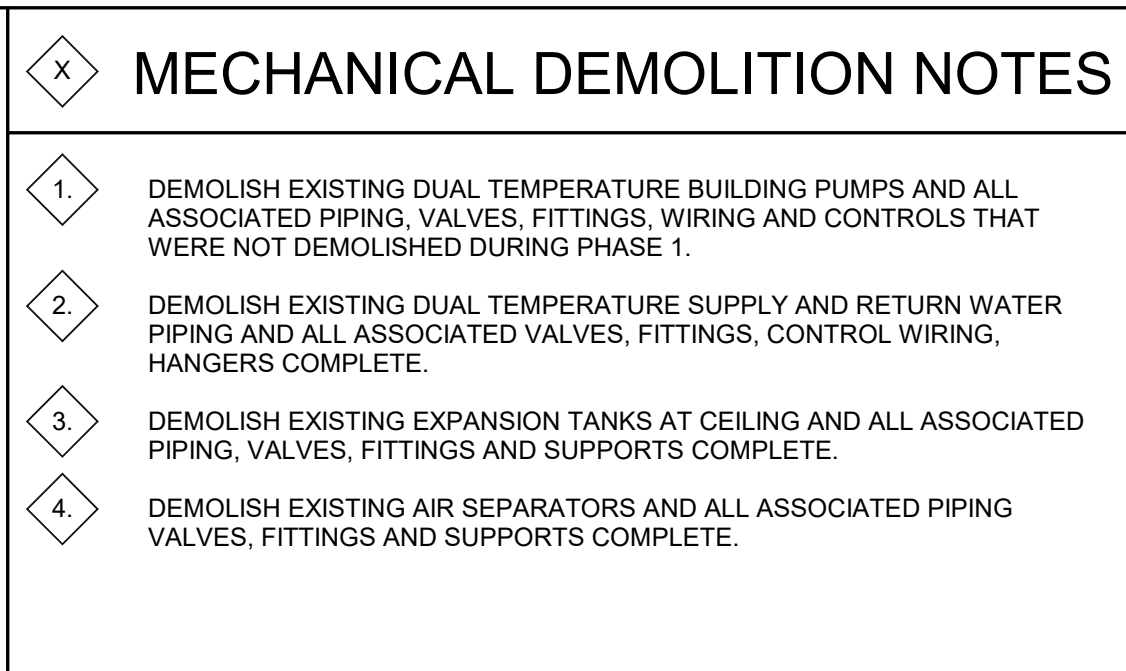 X MECHANICAL DEMOLITION NOTES
1. DEMOLISH EXISTING DUAL TEMPERATURE BUILDING PUMPS AND ALL
ASSOCIATED PIPING, VALVES, FITTINGS, WIRING AND CONTROLS THAT
WERE NOT DEMOLISHED DURING PHASE 1.
2. DEMOLISH EXISTING DUAL TEMPERATURE SUPPLY AND RETURN WATER
PIPING AND ALL ASSOCIATED VALVES, FITTINGS, CONTROL WIRING,
HANGERS COMPLETE.
3. DEMOLISH EXISTING EXPANSION TANKS AT CEILING AND ALL ASSOCIATED
PIPING, VALVES, FITTINGS AND SUPPORTS COMPLETE.
4. DEMOLISH EXISTING AIR SEPARATORS AND ALL ASSOCIATED PIPING
VALVES, FITTINGS AND SUPPORTS COMPLETE.